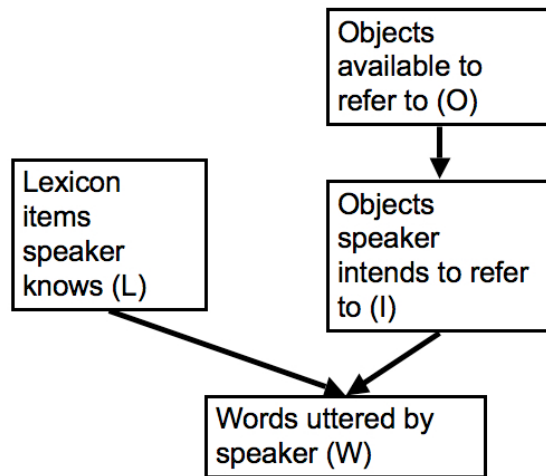 Objects
available to
refer to (O)
Lexicon
items
speaker
knows (L)
Objects
speaker
intends to refer
to (I)
Words uttered by
speaker (W)